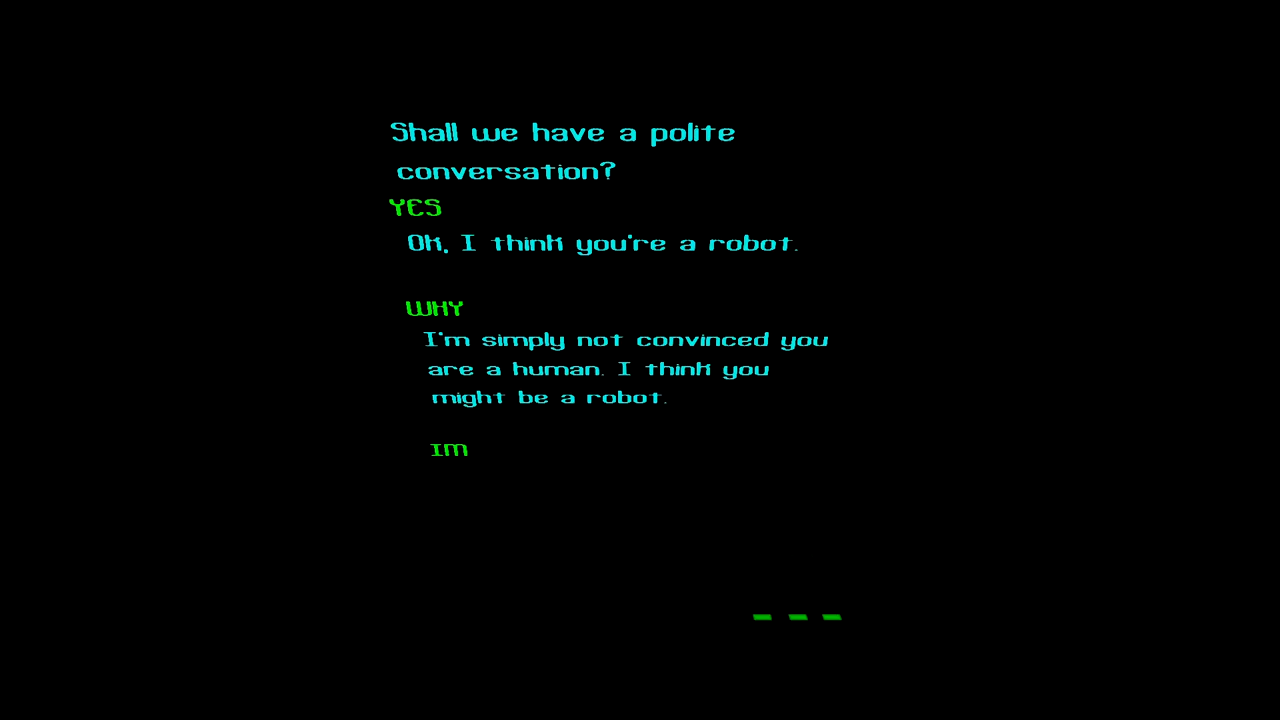 Shall we have a polite
conversation?
YES
Ok, I think you're a robot.
WHY
I'm simply not convinced you
are a human. I think you
might be a robot.
IM
- - -